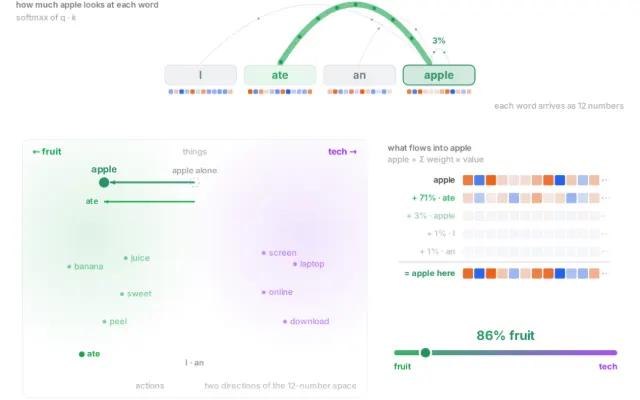 how much apple looks at each word
softmax of q · k
3%
I
ate
an
apple
each word arrives as 12 numbers
← fruit
things
tech →
apple
apple alone
ate
screen
juice
laptop
banana
online
sweet
peel
download
ate
I · an
actions
two directions of the 12-number space
what flows into apple
apple + Σ weight × value
apple
+ 71% · ate
+ 3% · apple
+ 1% · I
+ 1% · an
= apple here
86% fruit
fruit
tech